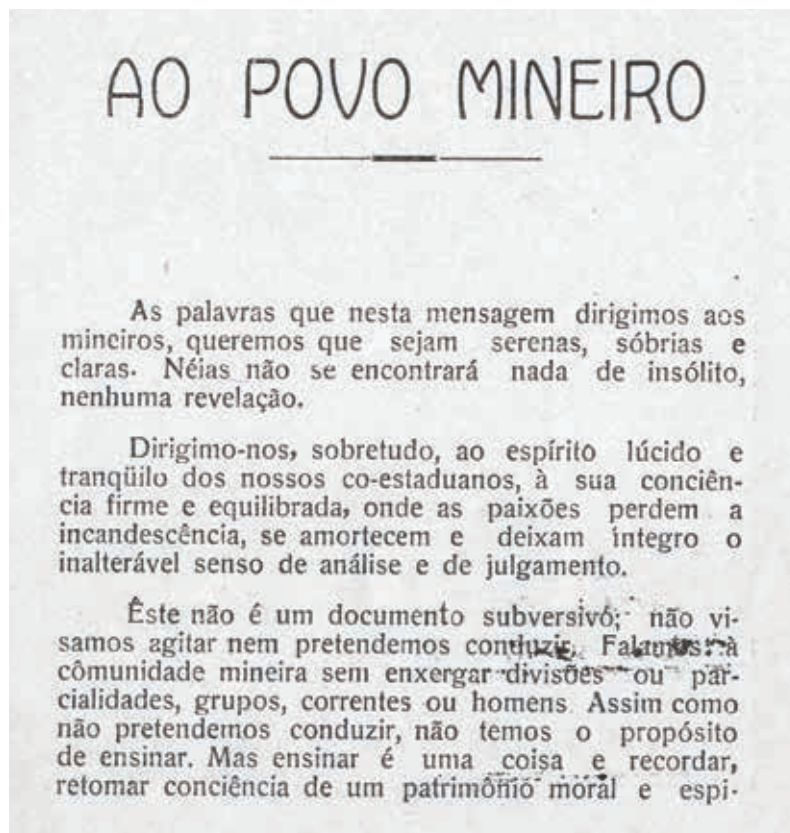 AO POVO MINEIRO
As palavras que nesta mensagem dirigimos aos
mineiros, queremos que sejam serenas, sóbrias e
claras. Néias não se encontrará nada de insólito,
nenhuma revelação.
Dirigimo-nos, sobretudo, ao espírito lúcido e
tranqüilo dos nossos co-estaduanos, à sua conciên-
cia firme e equilibrada, onde as paixões perdem a
incandescência, se amortecem e deixam íntegro o
inalterável senso de análise e de julgamento.
Êste não é um documento subversivo; não vi-
samos agitar nem pretendemos conduzir. Falamos à
cômunidade mineira sem enxergar divisões ou par-
cialidades, grupos, correntes ou homens Assim como
não pretendemos conduzir, não temos o propósito
de ensinar. Mas ensinar é uma coisa e recordar,
retomar conciência de um patrimônio moral e espi-